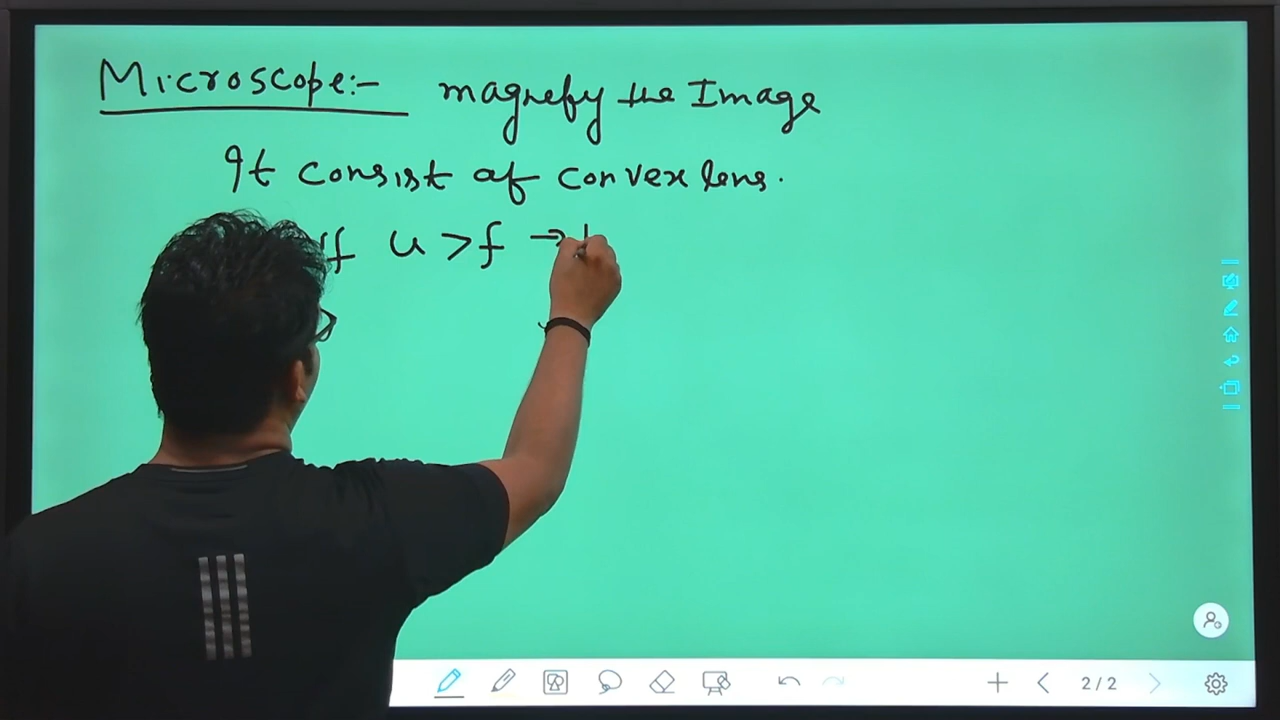 Microscope:- magnefy the Image
It consist of convex lens.
If u > f →
2/2